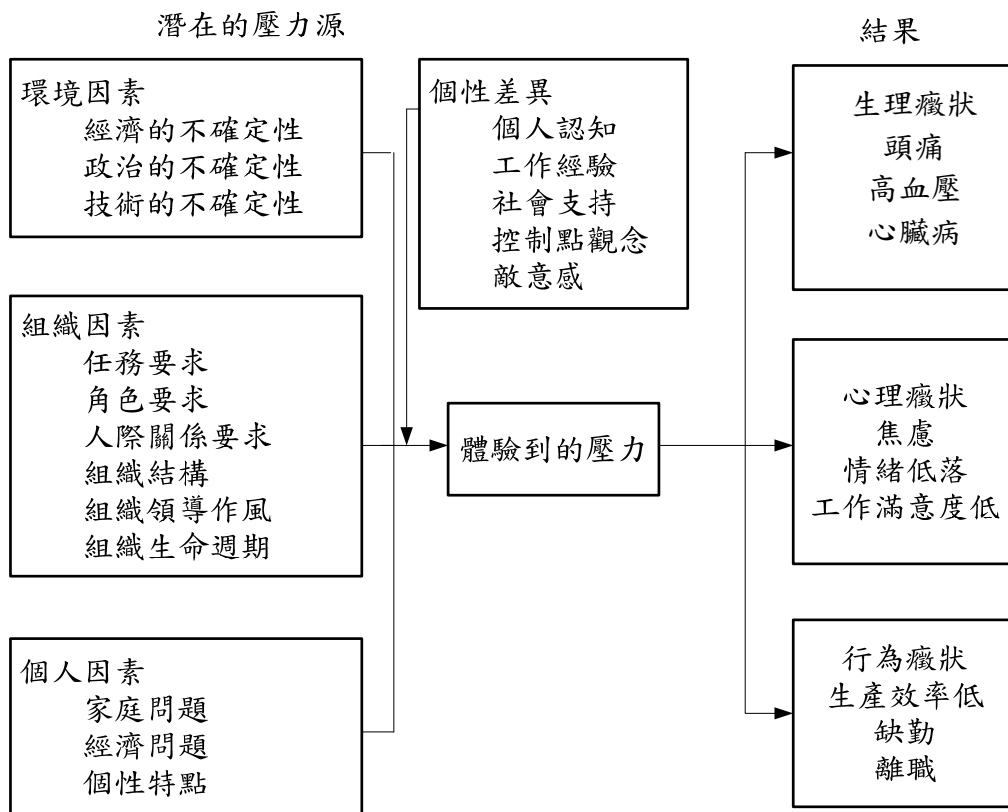 潛在的壓力源
環境因素
經濟的不確定性
政治的不確定性
技術的不確定性
組織因素
任務要求
角色要求
人際關係要求
組織結構
組織領導作風
組織生命週期
個人因素
家庭問題
經濟問題
個性特點
個性差異
個人認知
工作經驗
社會支持
控制點觀念
敵意感
體驗到的壓力
結果
生理癥狀
頭痛
高血壓
心臟病
心理癥狀
焦慮
情緒低落
工作滿意度低
行為癥狀
生產效率低
缺勤
離職